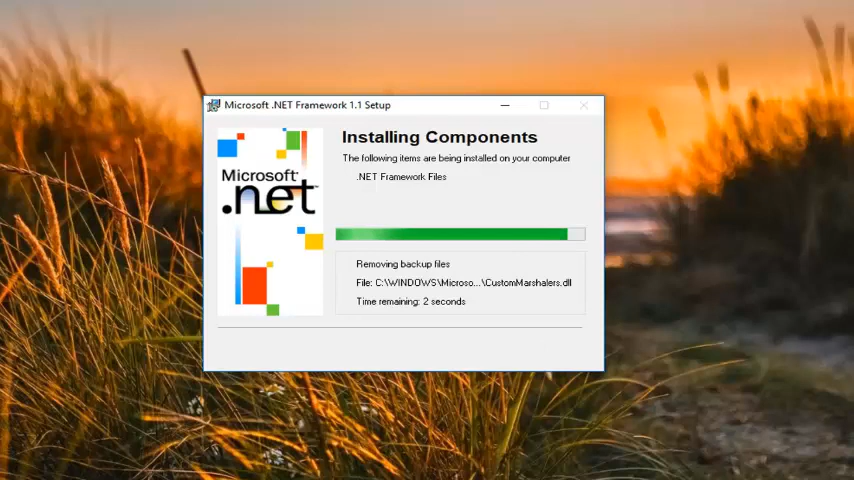 Microsoft .NET Framework 1.1 Setup
Installing Components
The following items are being installed on your computer
.NET Framework Files
Microsoft
.net
Removing backup files
File: C:\WINDOWS\Microso...\CustomMarshalers.dll
Time remaining: 2 seconds